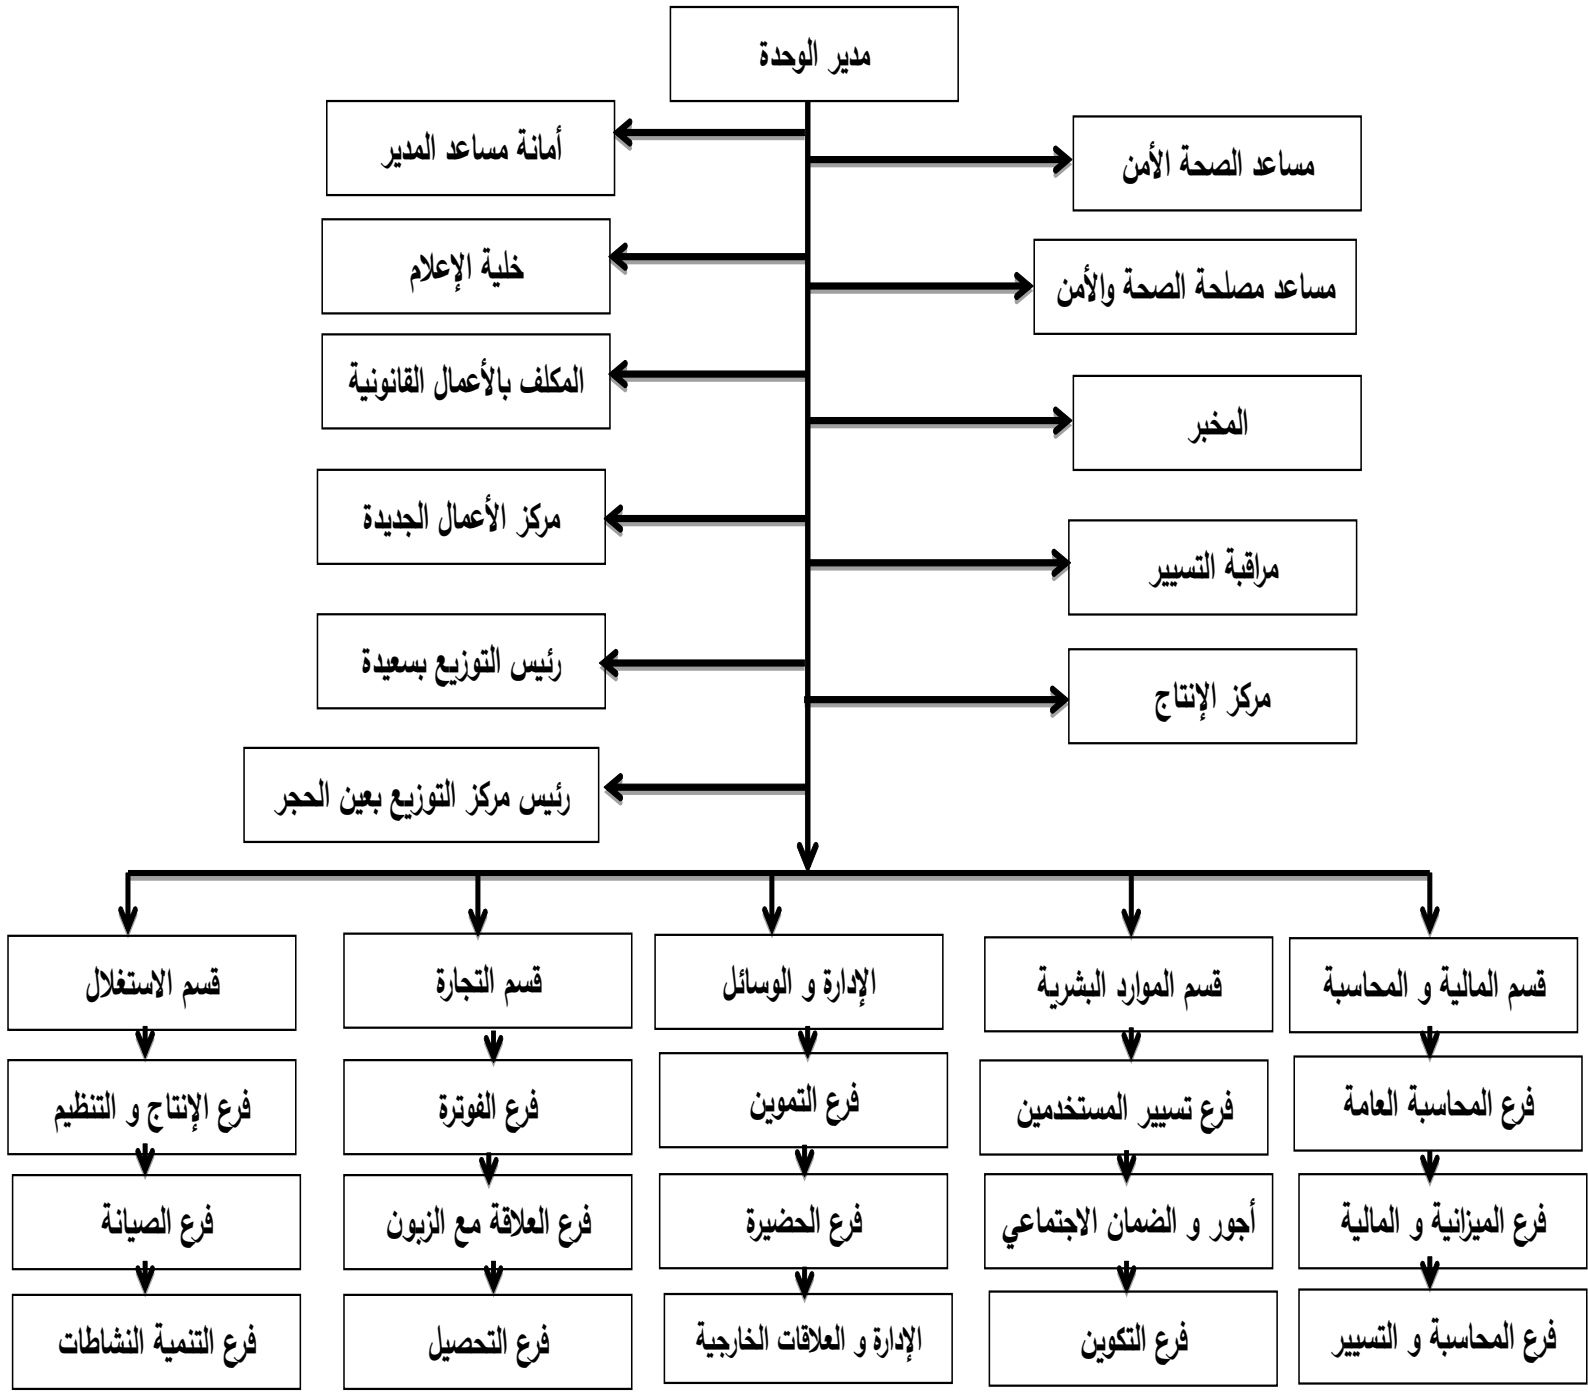 مدير الوحدة
أمانة مساعد المدير
مساعد الصحة الأمن
خلية الإعلام
مساعد مصلحة الصحة والأمن
المكلف بالأعمال القانونية
المخبر
مركز الأعمال الجديدة
مراقبة التسيير
رئيس التوزيع بسعيدة
مركز الإنتاج
رئيس مركز التوزيع بعين الحجر
قسم المالية و المحاسبة
قسم الموارد البشرية
الإدارة و الوسائل
قسم التجارة
قسم الاستغلال
فرع المحاسبة العامة
فرع تسيير المستخدمين
فرع التموين
فرع الفوترة
فرع الإنتاج و التنظيم
فرع الميزانية و المالية
أجور و الضمان الاجتماعي
فرع الحضيرة
فرع العلاقة مع الزبون
فرع الصيانة
فرع المحاسبة و التسيير
فرع التكوين
الإدارة و العلاقات الخارجية
فرع التحصيل
فرع التنمية النشاطات